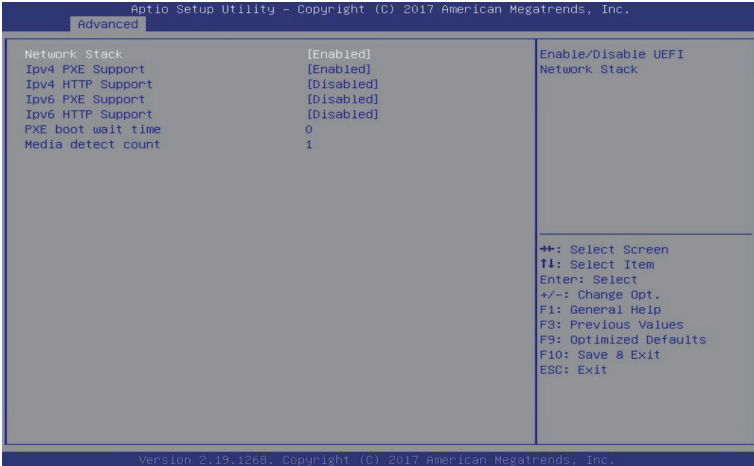 Aptio Setup Utility – Copyright (C) 2017 American Megatrends, Inc.
Advanced
Network Stack [Enabled]
Ipv4 PXE Support [Enabled]
Ipv4 HTTP Support [Disabled]
Ipv6 PXE Support [Disabled]
Ipv6 HTTP Support [Disabled]
PXE boot wait time 0
Media detect count 1
Enable/Disable UEFI
Network Stack
→←: Select Screen
↑↓: Select Item
Enter: Select
+/-: Change Opt.
F1: General Help
F3: Previous Values
F9: Optimized Defaults
F10: Save & Exit
ESC: Exit
Version 2.19.1268. Copyright (C) 2017 American Megatrends, Inc.